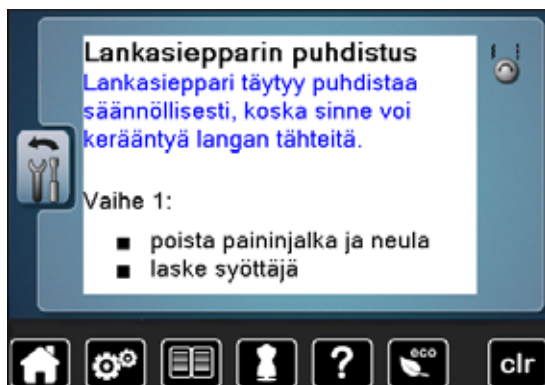 Lankasiepparin puhdistus
Lankasieppari täytyy puhdistaa
säännöllisesti, koska sinne voi
kerääntyä langan tähteitä.
Vaihe 1:
■ poista paininjalka ja neula
■ laske syöttäjä
? eco clr